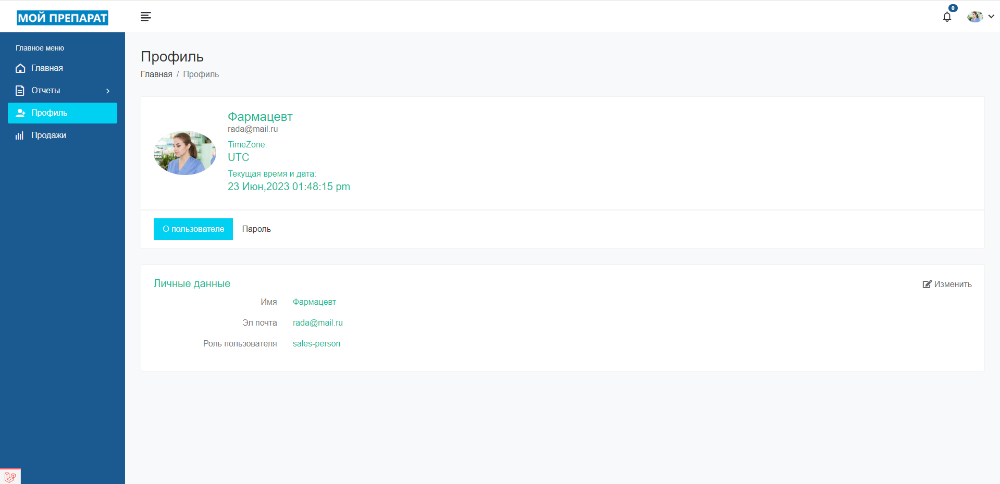 МОЙ ПРЕПАРАТ
0
Главное меню
Главная
Отчеты
Профиль
Продажи
Профиль
Главная / Профиль
Фармацевт
rada@mail.ru
TimeZone:
UTC
Текущая время и дата:
23 Июн,2023 01:48:15 pm
О пользователе Пароль
Личные данные Изменить
Имя Фармацевт
Эл почта rada@mail.ru
Роль пользователя sales-person